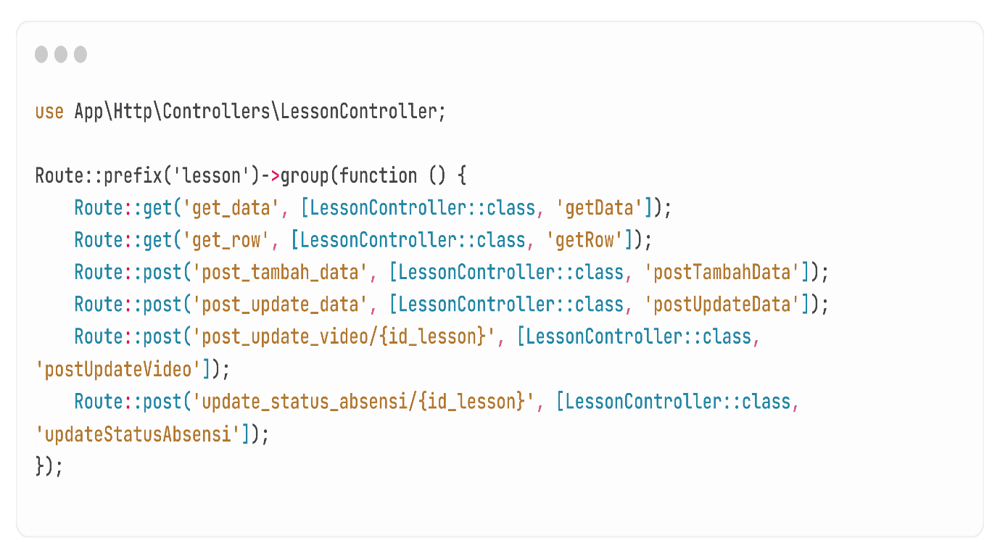 use App\Http\Controllers\LessonController;
Route::prefix('lesson')->group(function () {
    Route::get('get_data', [LessonController::class, 'getData']);
    Route::get('get_row', [LessonController::class, 'getRow']);
    Route::post('post_tambah_data', [LessonController::class, 'postTambahData']);
    Route::post('post_update_data', [LessonController::class, 'postUpdateData']);
    Route::post('post_update_video/{id_lesson}', [LessonController::class,
'postUpdateVideo']);
    Route::post('update_status_absensi/{id_lesson}', [LessonController::class,
'updateStatusAbsensi']);
});